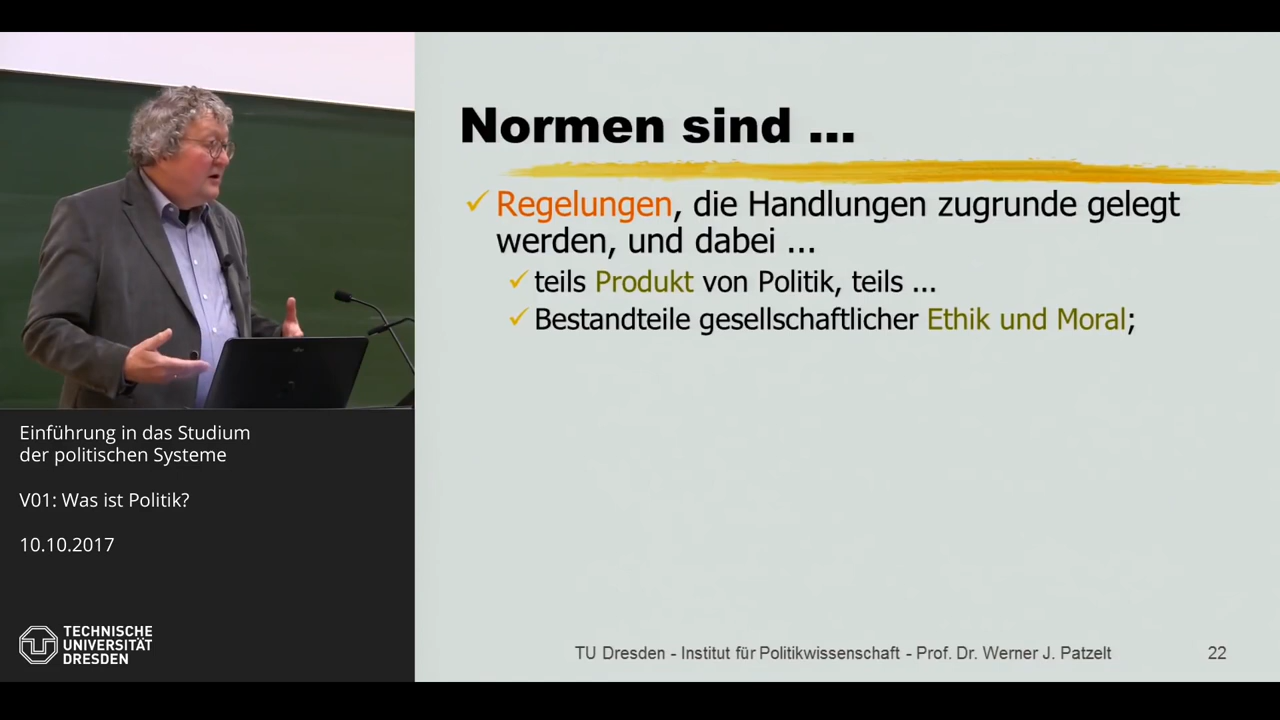 Normen sind ...
Regelungen, die Handlungen zugrunde gelegt
werden, und dabei ...
teils Produkt von Politik, teils ...
Bestandteile gesellschaftlicher Ethik und Moral;
Einführung in das Studium
der politischen Systeme
V01: Was ist Politik?
10.10.2017
TECHNISCHE
UNIVERSITÄT
DRESDEN
TU Dresden - Institut für Politikwissenschaft - Prof. Dr. Werner J. Patzelt
22